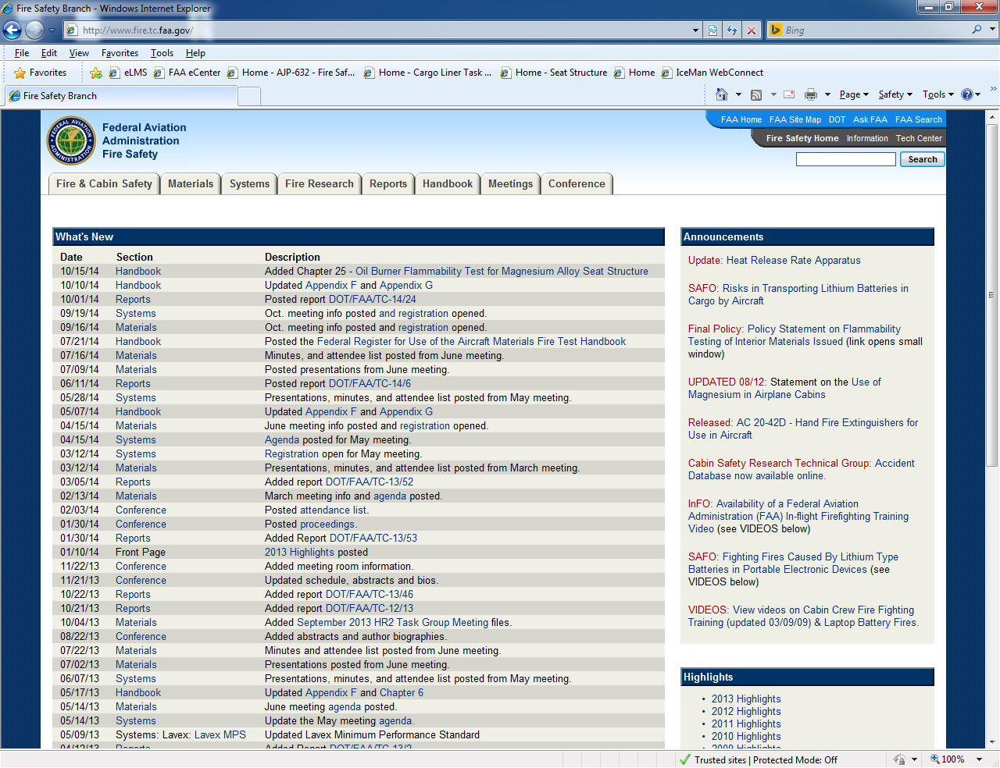 Fire Safety Branch - Windows Internet Explorer
http://www.fire.tc.faa.gov/
Bing
File Edit View Favorites Tools Help
Favorites eLMS FAA eCenter Home - AJP-632 - Fire Saf... Home - Cargo Liner Task ... Home - Seat Structure Home IceMan WebConnect
Fire Safety Branch
Page Safety Tools
FEDERAL AVIATION ADMINISTRATION
Federal Aviation
Administration
Fire Safety
FAA Home FAA Site Map DOT Ask FAA FAA Search
Fire Safety Home Information Tech Center
Search
Fire & Cabin Safety Materials Systems Fire Research Reports Handbook Meetings Conference
What's New
Date Section Description
10/15/14 Handbook Added Chapter 25 - Oil Burner Flammability Test for Magnesium Alloy Seat Structure
10/10/14 Handbook Updated Appendix F and Appendix G
10/01/14 Reports Posted report DOT/FAA/TC-14/24
09/19/14 Systems Oct. meeting info posted and registration opened.
09/16/14 Materials Oct. meeting info posted and registration opened.
07/21/14 Handbook Posted the Federal Register for Use of the Aircraft Materials Fire Test Handbook
07/16/14 Materials Minutes, and attendee list posted from June meeting.
07/09/14 Materials Posted presentations from June meeting.
06/11/14 Reports Posted report DOT/FAA/TC-14/6
05/28/14 Systems Presentations, minutes, and attendee list posted from May meeting.
05/07/14 Handbook Updated Appendix F and Appendix G
04/15/14 Materials June meeting info posted and registration opened.
04/15/14 Systems Agenda posted for May meeting.
03/12/14 Systems Registration open for May meeting.
03/12/14 Materials Presentations, minutes, and attendee list posted from March meeting.
03/05/14 Reports Added report DOT/FAA/TC-13/52
02/13/14 Materials March meeting info and agenda posted.
02/03/14 Conference Posted attendance list.
01/30/14 Conference Posted proceedings.
01/30/14 Reports Added Report DOT/FAA/TC-13/53
01/10/14 Front Page 2013 Highlights posted
11/22/13 Conference Added meeting room information.
11/21/13 Conference Updated schedule, abstracts and bios.
10/22/13 Reports Added report DOT/FAA/TC-13/46
10/21/13 Reports Added report DOT/FAA/TC-12/13
10/04/13 Materials Added September 2013 HR2 Task Group Meeting files.
08/22/13 Conference Added abstracts and author biographies.
07/22/13 Materials Minutes and attendee list posted from June meeting.
07/02/13 Materials Presentations posted from June meeting.
06/07/13 Systems Presentations, minutes, and attendee list posted from May meeting.
05/17/13 Handbook Updated Appendix F and Chapter 6
05/14/13 Materials June meeting agenda posted.
05/14/13 Systems Update the May meeting agenda.
05/09/13 Systems: Lavex: Lavex MPS Updated Lavex Minimum Performance Standard
04/12/13 Reports Added Report DOT/FAA/TC-13/2
Announcements
Update: Heat Release Rate Apparatus
SAFO: Risks in Transporting Lithium Batteries in
Cargo by Aircraft
Final Policy: Policy Statement on Flammability
Testing of Interior Materials Issued (link opens small
window)
UPDATED 08/12: Statement on the Use of
Magnesium in Airplane Cabins
Released: AC 20-42D - Hand Fire Extinguishers for
Use in Aircraft
Cabin Safety Research Technical Group: Accident
Database now available online.
InFO: Availability of a Federal Aviation
Administration (FAA) In-flight Firefighting Training
Video (see VIDEOS below)
SAFO: Fighting Fires Caused By Lithium Type
Batteries in Portable Electronic Devices (see
VIDEOS below)
VIDEOS: View videos on Cabin Crew Fire Fighting
Training (updated 03/09/09) & Laptop Battery Fires.
Highlights
• 2013 Highlights
• 2012 Highlights
• 2011 Highlights
• 2010 Highlights
• 2009 Highlights
Trusted sites | Protected Mode: Off
100%